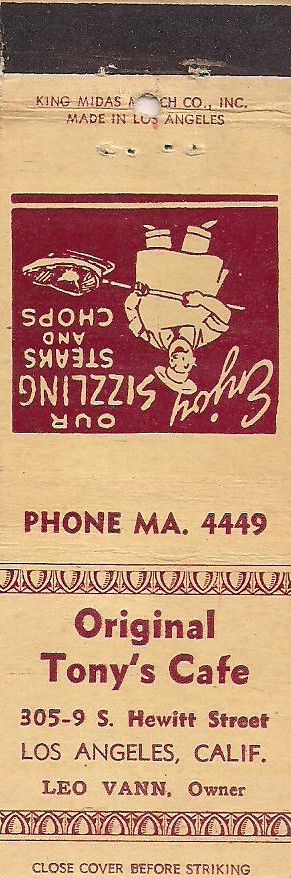 KING MIDAS MATCH CO., INC.
MADE IN LOS ANGELES
Enjoy OUR
SIZZLING
STEAKS
AND
CHOPS
PHONE MA. 4449
Original
Tony's Cafe
305-9 S. Hewitt Street
LOS ANGELES, CALIF.
LEO VANN, Owner
CLOSE COVER BEFORE STRIKING